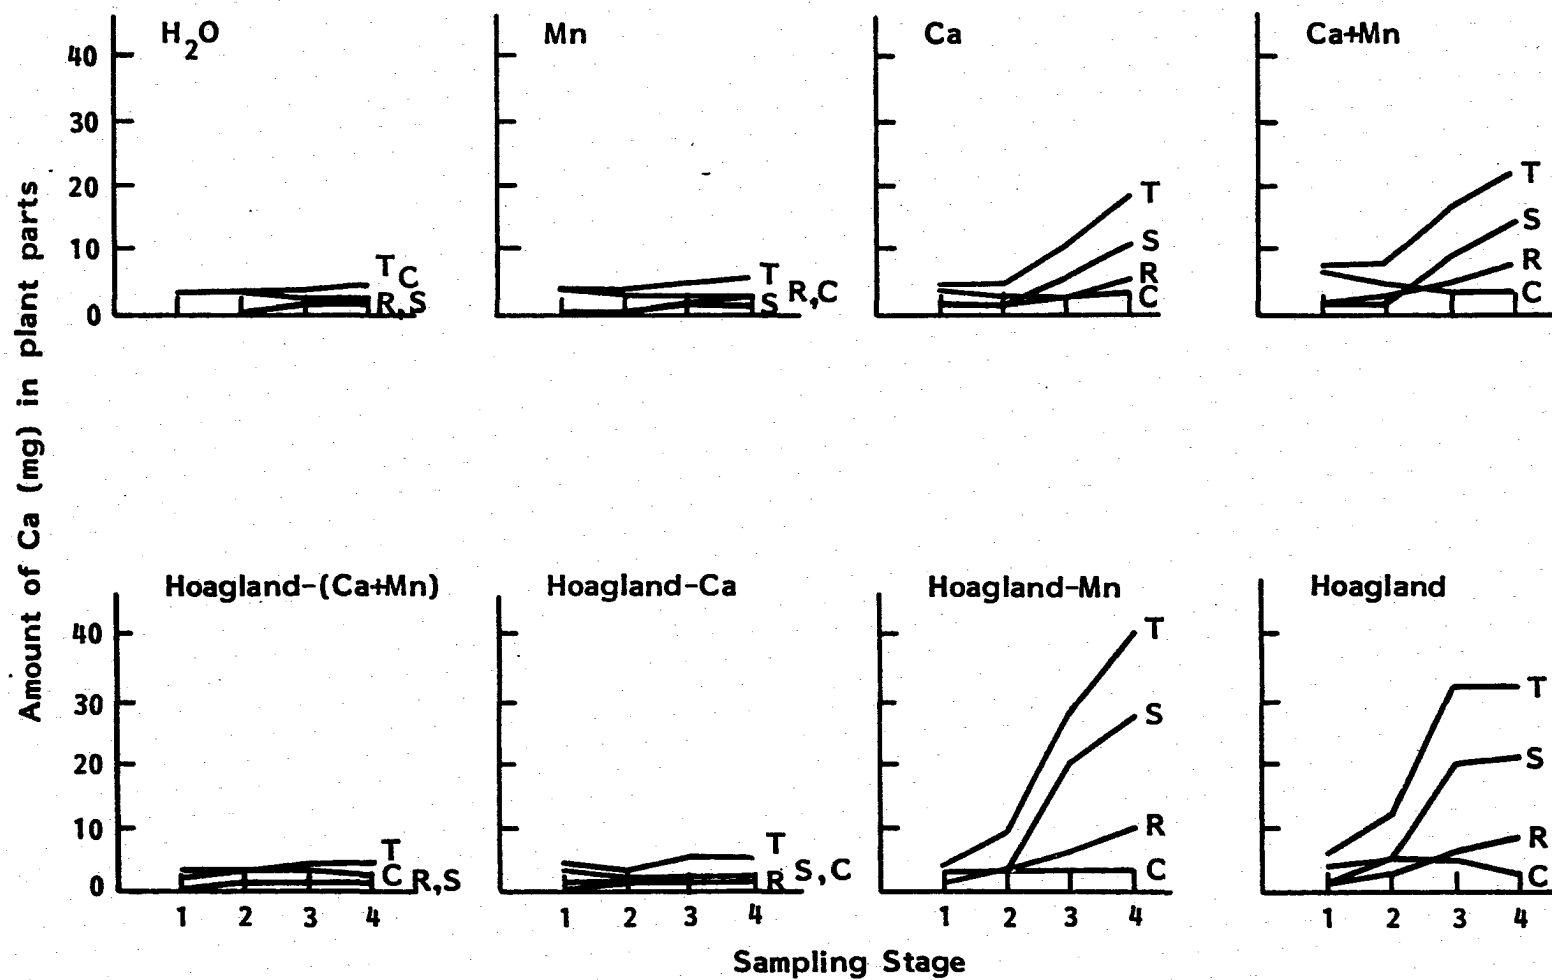 Amount of Ca (mg) in plant parts
H₂O
40
30
20
10
0
T
C
R,S
Mn
T
R,C
S
Ca
T
S
R
C
Ca+Mn
T
S
R
C
Hoagland-(Ca+Mn)
40
30
20
10
0
T
C
R,S
1 2 3 4
Hoagland-Ca
T
S,C
R
1 2 3 4
Hoagland-Mn
T
S
R
C
1 2 3 4
Hoagland
T
S
R
C
1 2 3 4
Sampling Stage